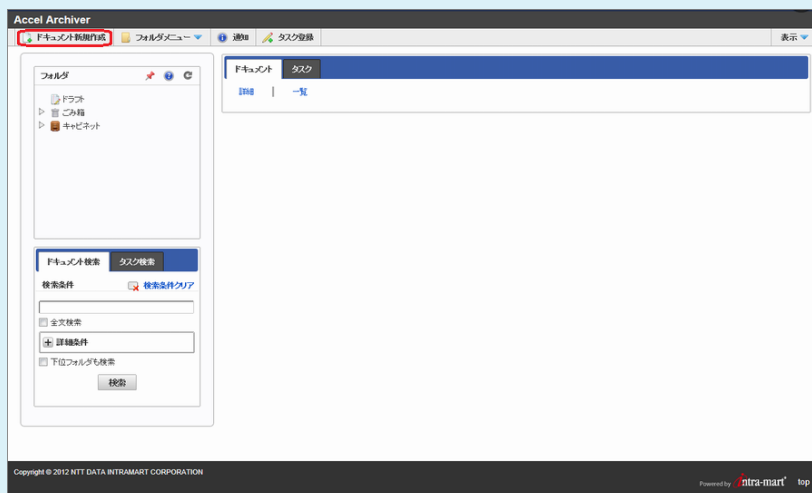 Accel Archiver
ドキュメント新規作成 フォルダメニュー 通知 タスク登録 表示
フォルダ
ドラフト
ごみ箱
キャビネット
ドキュメント タスク
詳細 | 一覧
ドキュメント検索 タスク検索
検索条件 検索条件クリア
全文検索
詳細条件
下位フォルダも検索
検索
Copyright © 2012 NTT DATA INTRAMART CORPORATION
Powered by intra-mart top